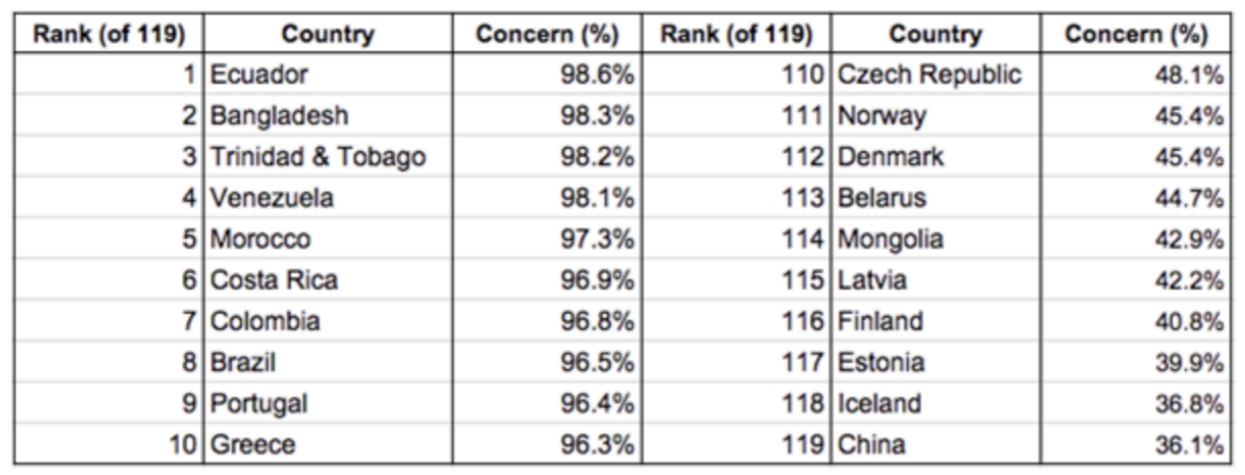 Rank (of 119) Country Concern (%) Rank (of 119) Country Concern (%)
1 Ecuador 98.6% 110 Czech Republic 48.1%
2 Bangladesh 98.3% 111 Norway 45.4%
3 Trinidad & Tobago 98.2% 112 Denmark 45.4%
4 Venezuela 98.1% 113 Belarus 44.7%
5 Morocco 97.3% 114 Mongolia 42.9%
6 Costa Rica 96.9% 115 Latvia 42.2%
7 Colombia 96.8% 116 Finland 40.8%
8 Brazil 96.5% 117 Estonia 39.9%
9 Portugal 96.4% 118 Iceland 36.8%
10 Greece 96.3% 119 China 36.1%